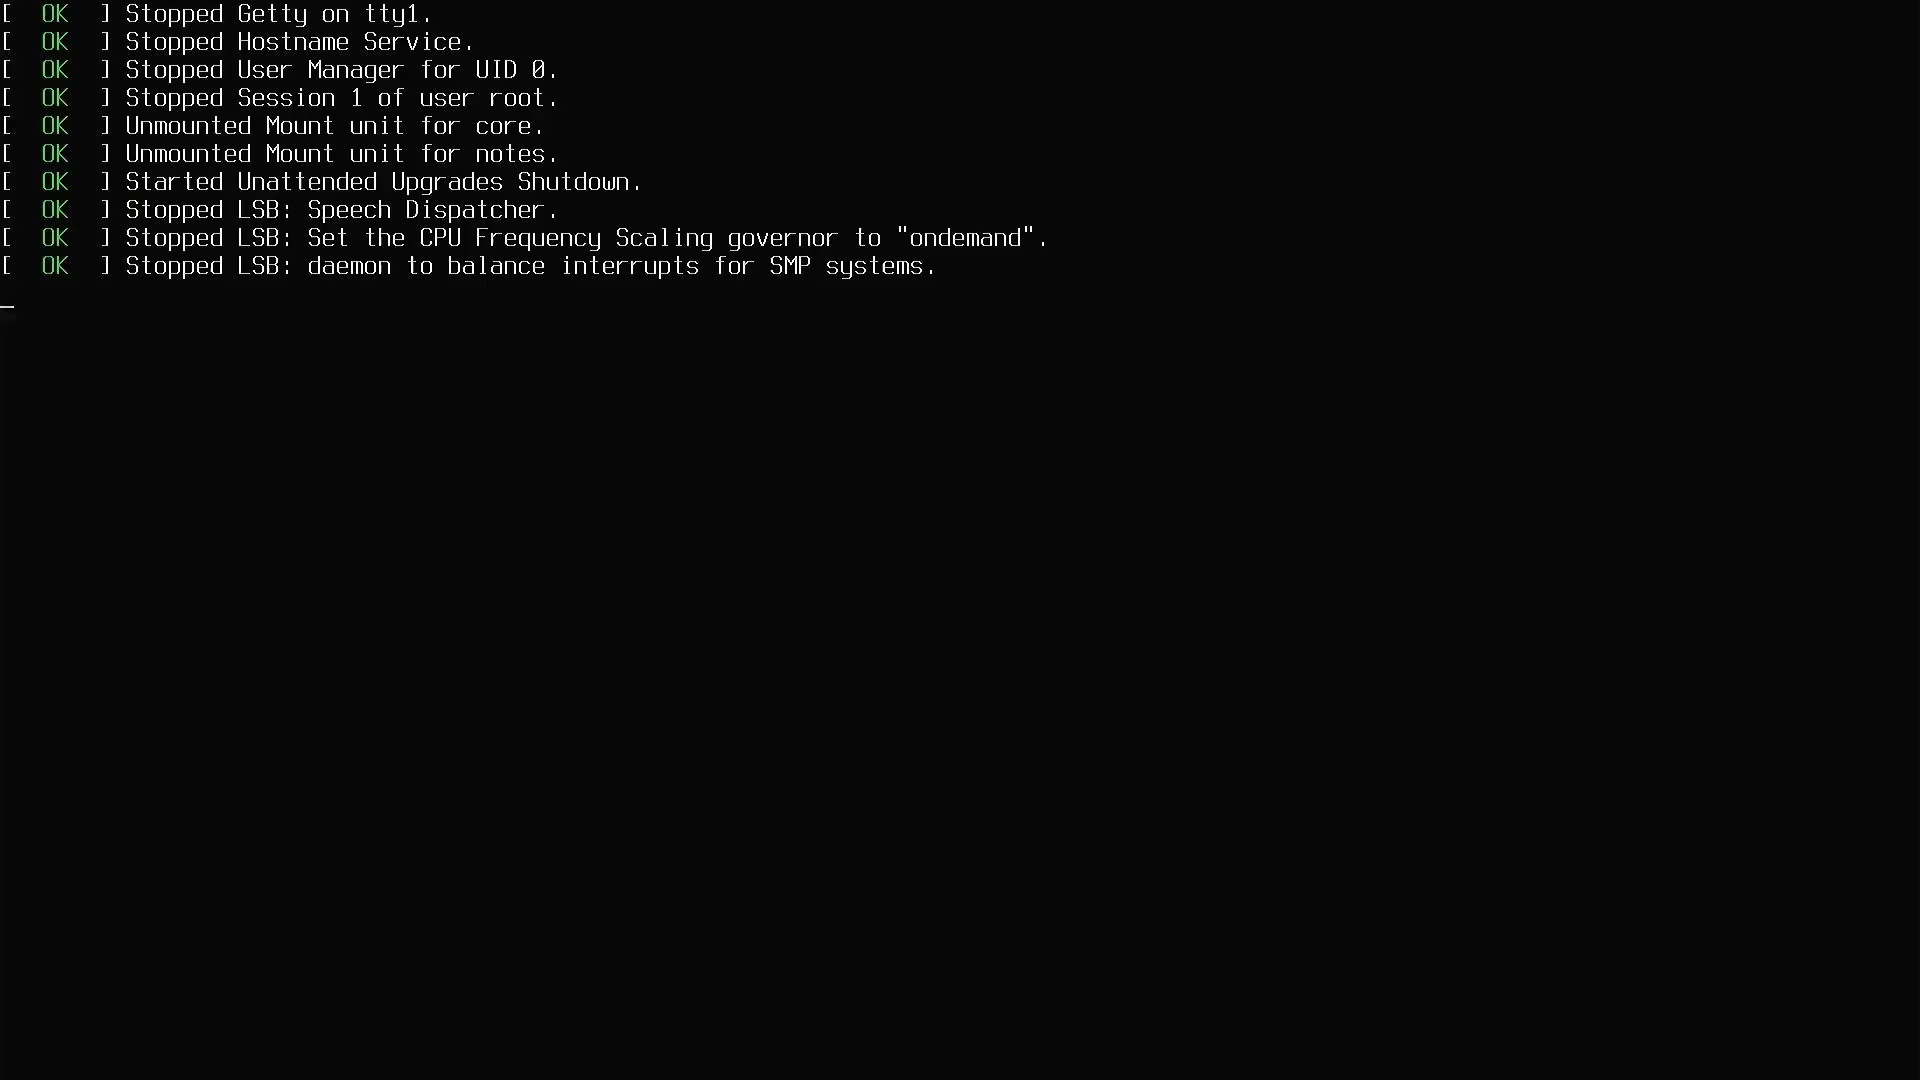 [  OK  ] Stopped Getty on tty1.
[  OK  ] Stopped Hostname Service.
[  OK  ] Stopped User Manager for UID 0.
[  OK  ] Stopped Session 1 of user root.
[  OK  ] Unmounted Mount unit for core.
[  OK  ] Unmounted Mount unit for notes.
[  OK  ] Started Unattended Upgrades Shutdown.
[  OK  ] Stopped LSB: Speech Dispatcher.
[  OK  ] Stopped LSB: Set the CPU Frequency Scaling governor to "ondemand".
[  OK  ] Stopped LSB: daemon to balance interrupts for SMP systems.